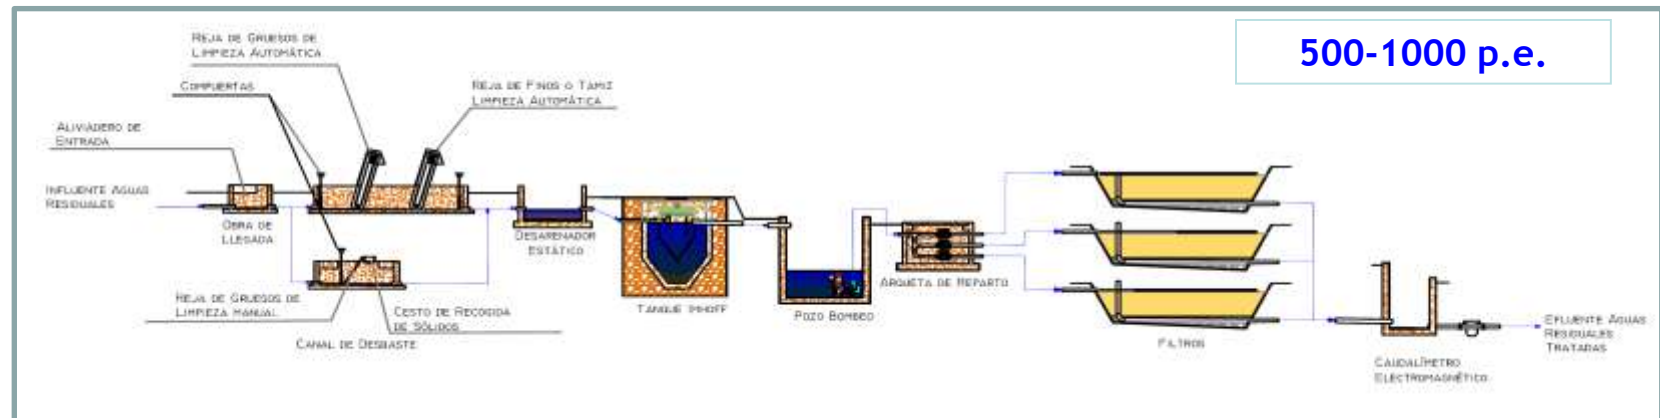 500-1000 p.e.
REJA DE GRUESOS DE
LIMPIEZA AUTOMÁTICA
COMPUERTAS
REJA DE FINOS O TAMIZ
LIMPIEZA AUTOMÁTICA
ALIVIADERO DE
ENTRADA
INFLUENTE AGUAS
RESIDUALES
OBRA DE
LLEGADA
DESARENADOR
ESTÁTICO
REJA DE GRUESOS DE
LIMPIEZA MANUAL
CESTO DE RECOGIDA
DE SÓLIDOS
CANAL DE DESBASTE
TANQUE IMHOFF
POZO BOMBEO
ARQUETA DE REPARTO
FILTROS
CAUDALÍMETRO
ELECTROMAGNÉTICO
EFLUENTE AGUAS
RESIDUALES
TRATADAS